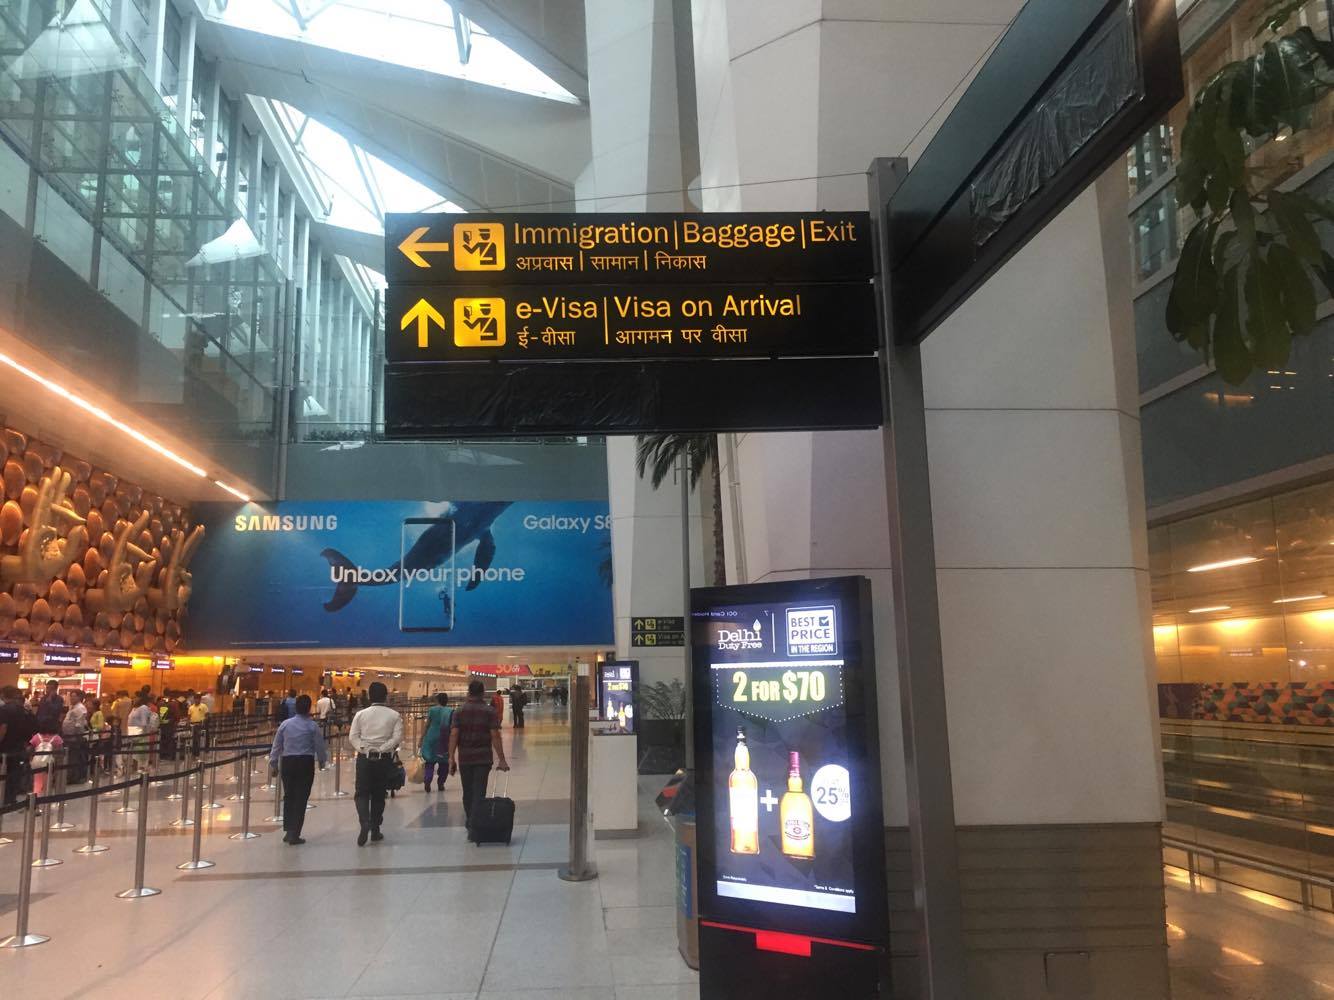 Immigration|Baggage|Exit
अप्रवास| सामान| निकास
e-Visa|Visa on Arrival
ई-वीसा |आगमन पर वीसा
SAMSUNG
Galaxy S8
Unbox your phone
Delhi
Duty Free
BEST
PRICE
IN THE REGION
2 FOR $70
+
25%